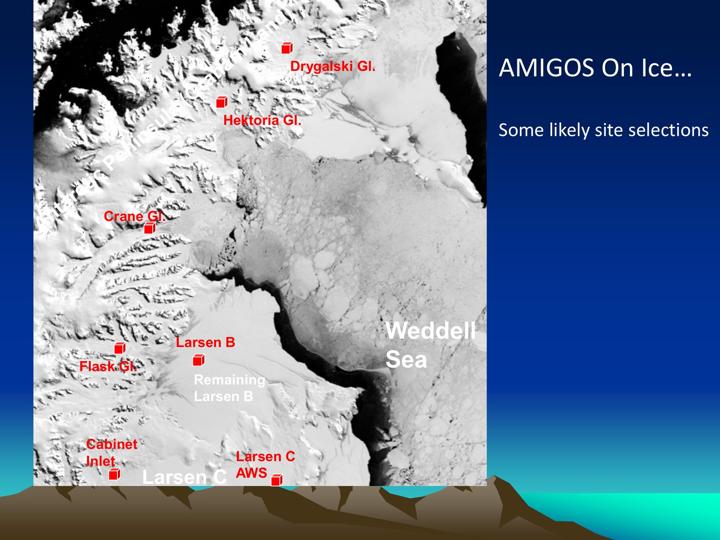 AMIGOS On Ice...
Some likely site selections
Drygalski Gl.
Hektoria Gl.
Peninsula
Crane Gl.
Weddell
Sea
Larsen B
Flask Gl.
Remaining
Larsen B
Cabinet
Inlet
Larsen C
AWS
Larsen C